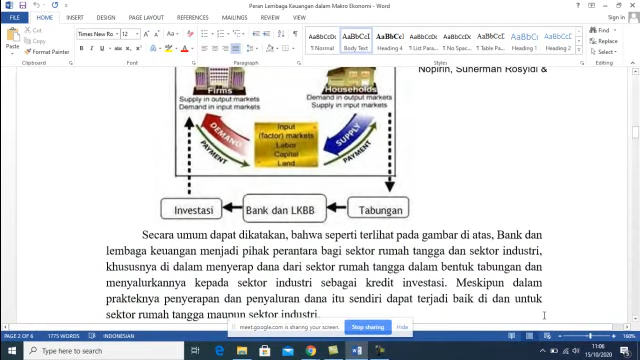 Peran Lembaga Keuangan dalam Makro Ekonomi - Word
FILE HOME INSERT DESIGN PAGE LAYOUT REFERENCES MAILINGS REVIEW VIEW Sign in
Cut
Copy
Paste
Format Painter
Times New Ro 12
AaBbCcDc AaBbCcI AaBbCcl AaBbCcDc AaBbCcDc AaBbCcDc AaBbC AaBbCcI
¶ Normal Body Text Heading 4 ¶ List Para... ¶ No Spac... ¶ Table Pa... Heading 1 Heading 2
Find
Replace
Select
Clipboard Font Paragraph Styles Editing
Nopirin, Suherman Rosyidi &
Firms Households
Supply in output markets Demand in output markets
Demand in input markets Supply in input markets
DEMAND SUPPLY
PAYMENT PAYMENT
Input
(factor) markets
Labor
Capital
Land
Investasi Bank dan LKBB Tabungan
Secara umum dapat dikatakan, bahwa seperti terlihat pada gambar di atas, Bank dan
lembaga keuangan menjadi pihak perantara bagi sektor rumah tangga dan sektor industri,
khususnya di dalam menyerap dana dari sektor rumah tangga dalam bentuk tabungan dan
menyalurkannya kepada sektor industri sebagai kredit investasi. Meskipun dalam
prakteknya penyerapan dan penyaluran dana itu sendiri dapat terjadi baik di dan untuk
sektor rumah tangga maupun sektor industri.
meet.google.com is sharing your screen. Stop sharing Hide
PAGE 2 OF 6 1775 WORDS INDONESIAN 160%
Type here to search
11:06
15/10/2020